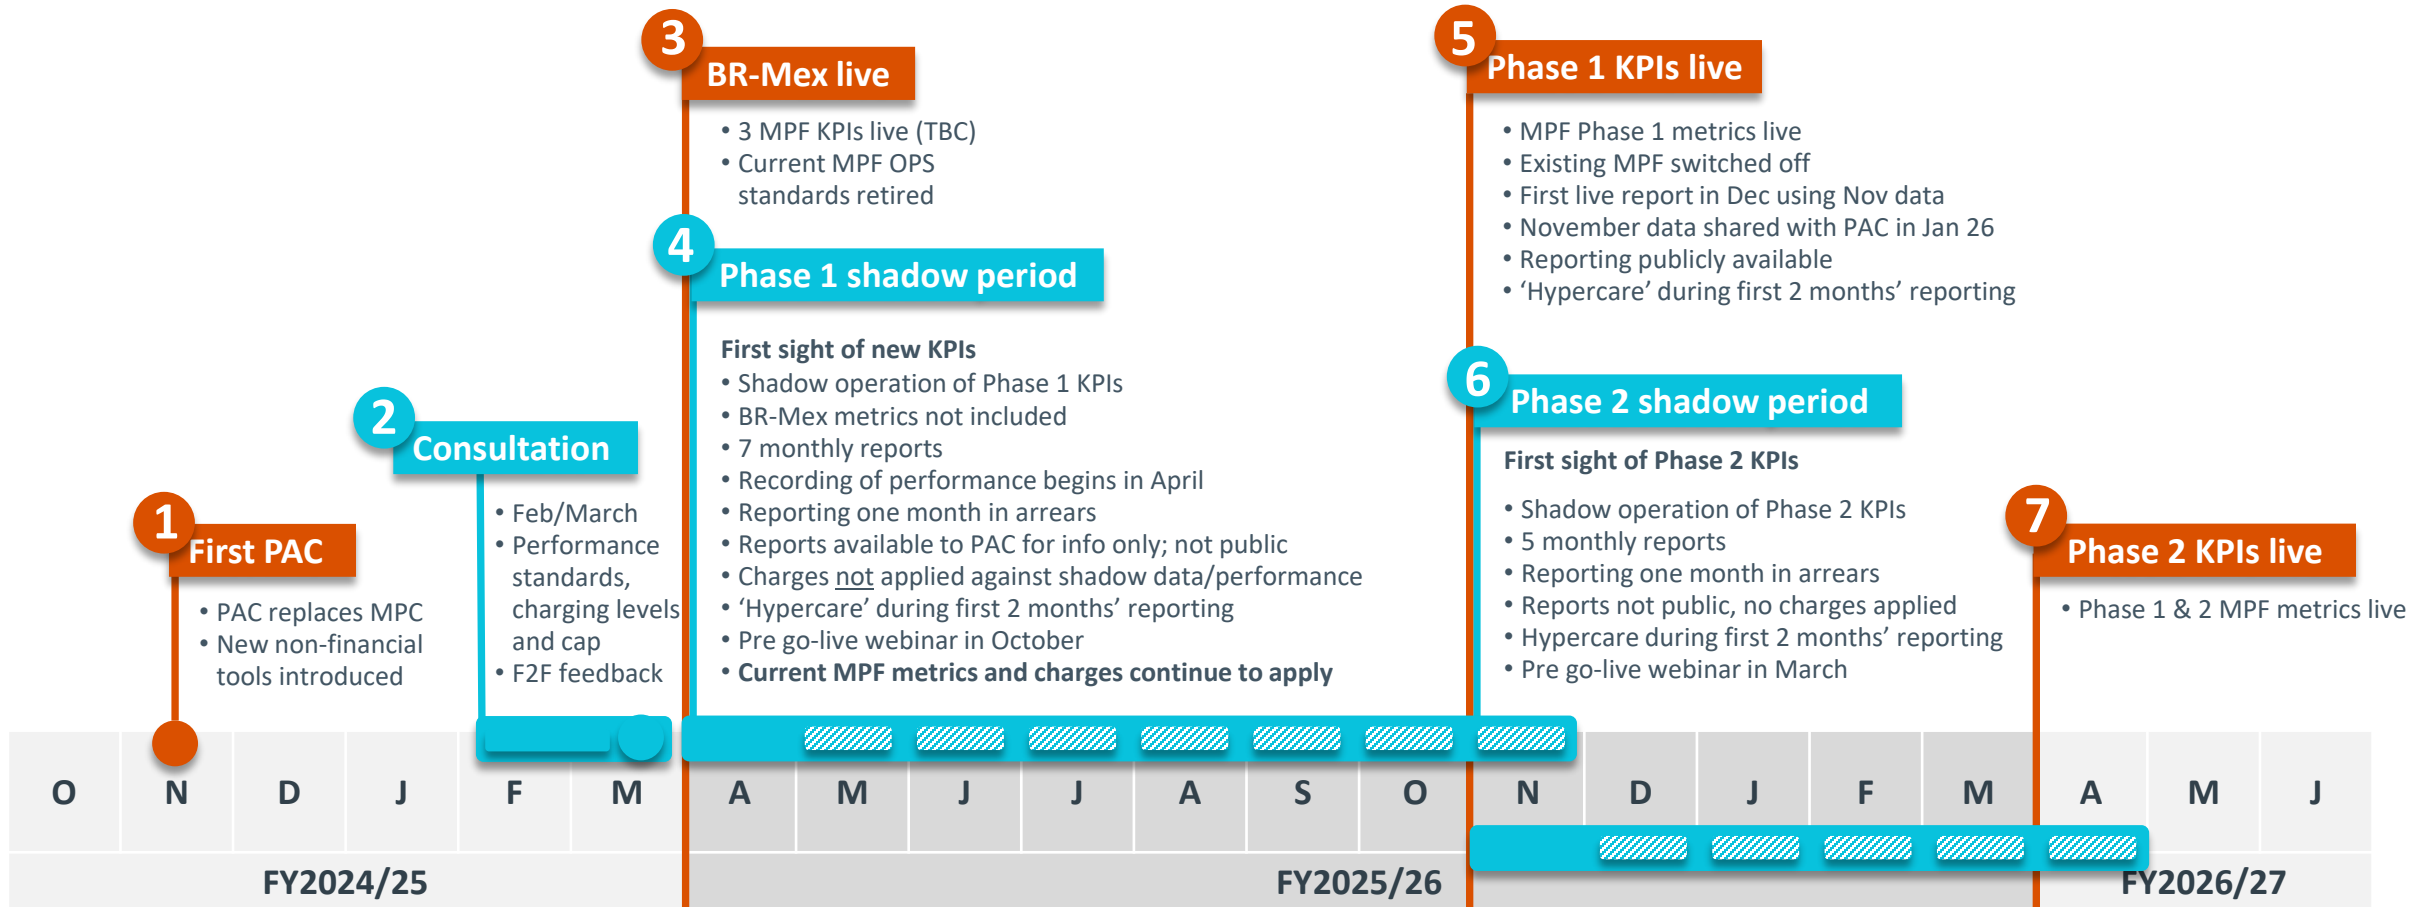 1
First PAC
• PAC replaces MPC
• New non-financial
tools introduced
2
Consultation
• Feb/March
• Performance
standards,
charging levels
and cap
• F2F feedback
3
BR-Mex live
• 3 MPF KPIs live (TBC)
• Current MPF OPS
standards retired
4
Phase 1 shadow period
First sight of new KPIs
• Shadow operation of Phase 1 KPIs
• BR-Mex metrics not included
• 7 monthly reports
• Recording of performance begins in April
• Reporting one month in arrears
• Reports available to PAC for info only; not public
• Charges not applied against shadow data/performance
• ‘Hypercare’ during first 2 months’ reporting
• Pre go-live webinar in October
• Current MPF metrics and charges continue to apply
5
Phase 1 KPIs live
• MPF Phase 1 metrics live
• Existing MPF switched off
• First live report in Dec using Nov data
• November data shared with PAC in Jan 26
• Reporting publicly available
• ‘Hypercare’ during first 2 months’ reporting
6
Phase 2 shadow period
First sight of Phase 2 KPIs
• Shadow operation of Phase 2 KPIs
• 5 monthly reports
• Reporting one month in arrears
• Reports not public, no charges applied
• Hypercare during first 2 months’ reporting
• Pre go-live webinar in March
7
Phase 2 KPIs live
• Phase 1 & 2 MPF metrics live
O N D J F M A M J J A S O N D J F M A M J
FY2024/25 FY2025/26 FY2026/27